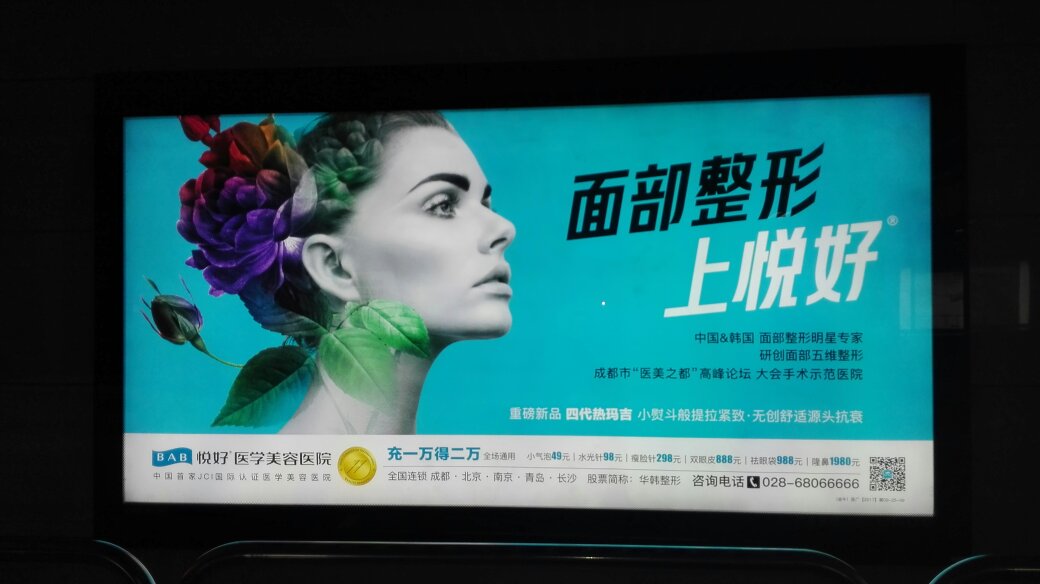 面部整形
上悦好®
中国&韩国 面部整形明星专家
研创面部五维整形
成都市“医美之都”高峰论坛 大会手术示范医院
重磅新品 四代热玛吉 小熨斗般提拉紧致·无创舒适源头抗衰
BAB 悦好®医学美容医院
中国首家JCI国际认证医学美容医院
充一万得二万 全场通用 小气泡49元|水光针98元|瘦脸针298元|双眼皮888元|祛眼袋988元|隆鼻1980元
全国连锁 成都·北京·南京·青岛·长沙 股票简称：华韩整形 咨询电话 028-68066666